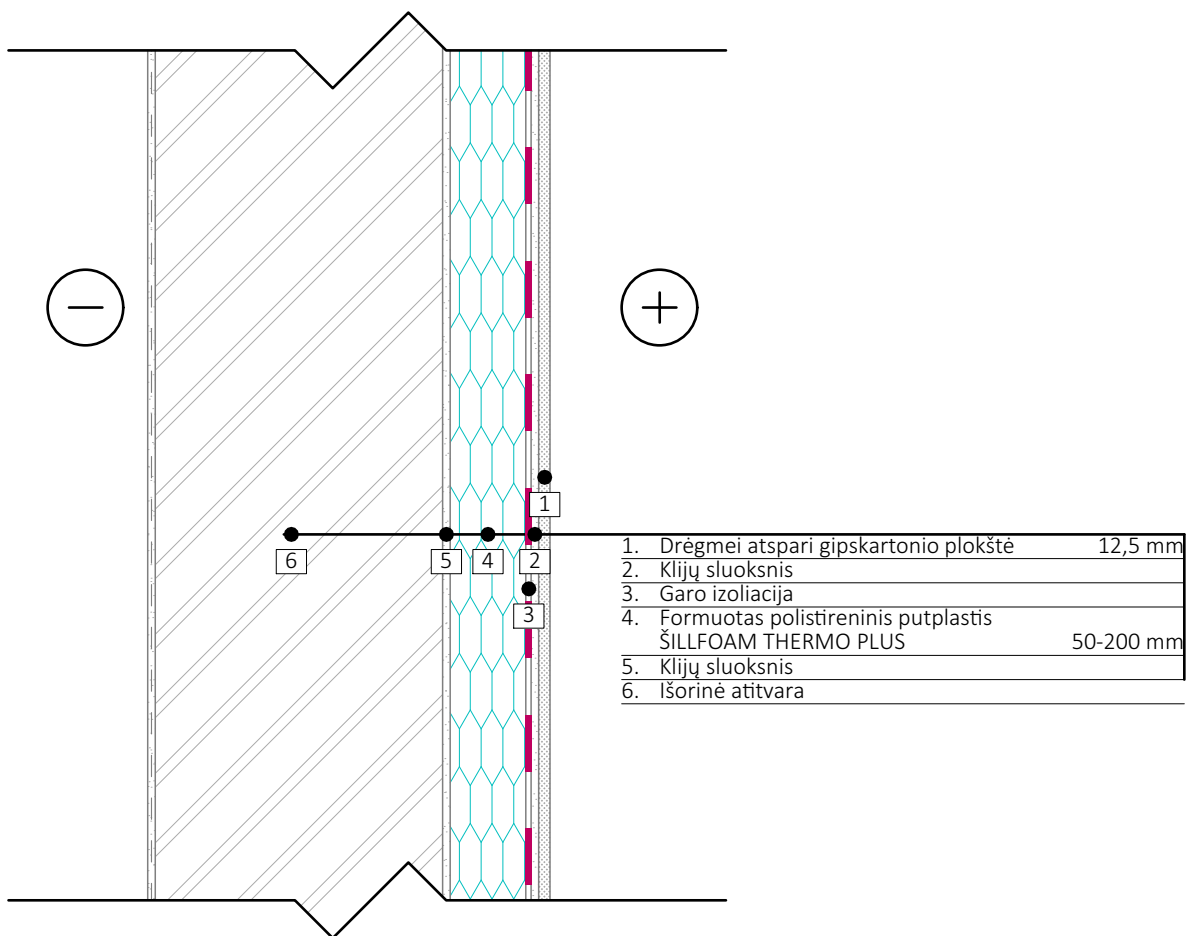 1
6
5
4
2
3
1. Drėgmei atspari gipskartonio plokštė 12,5 mm
2. Klijų sluoksnis
3. Garo izoliacija
4. Formuotas polistireninis putplastis
ŠILLFOAM THERMO PLUS 50-200 mm
5. Klijų sluoksnis
6. Išorinė atitvara